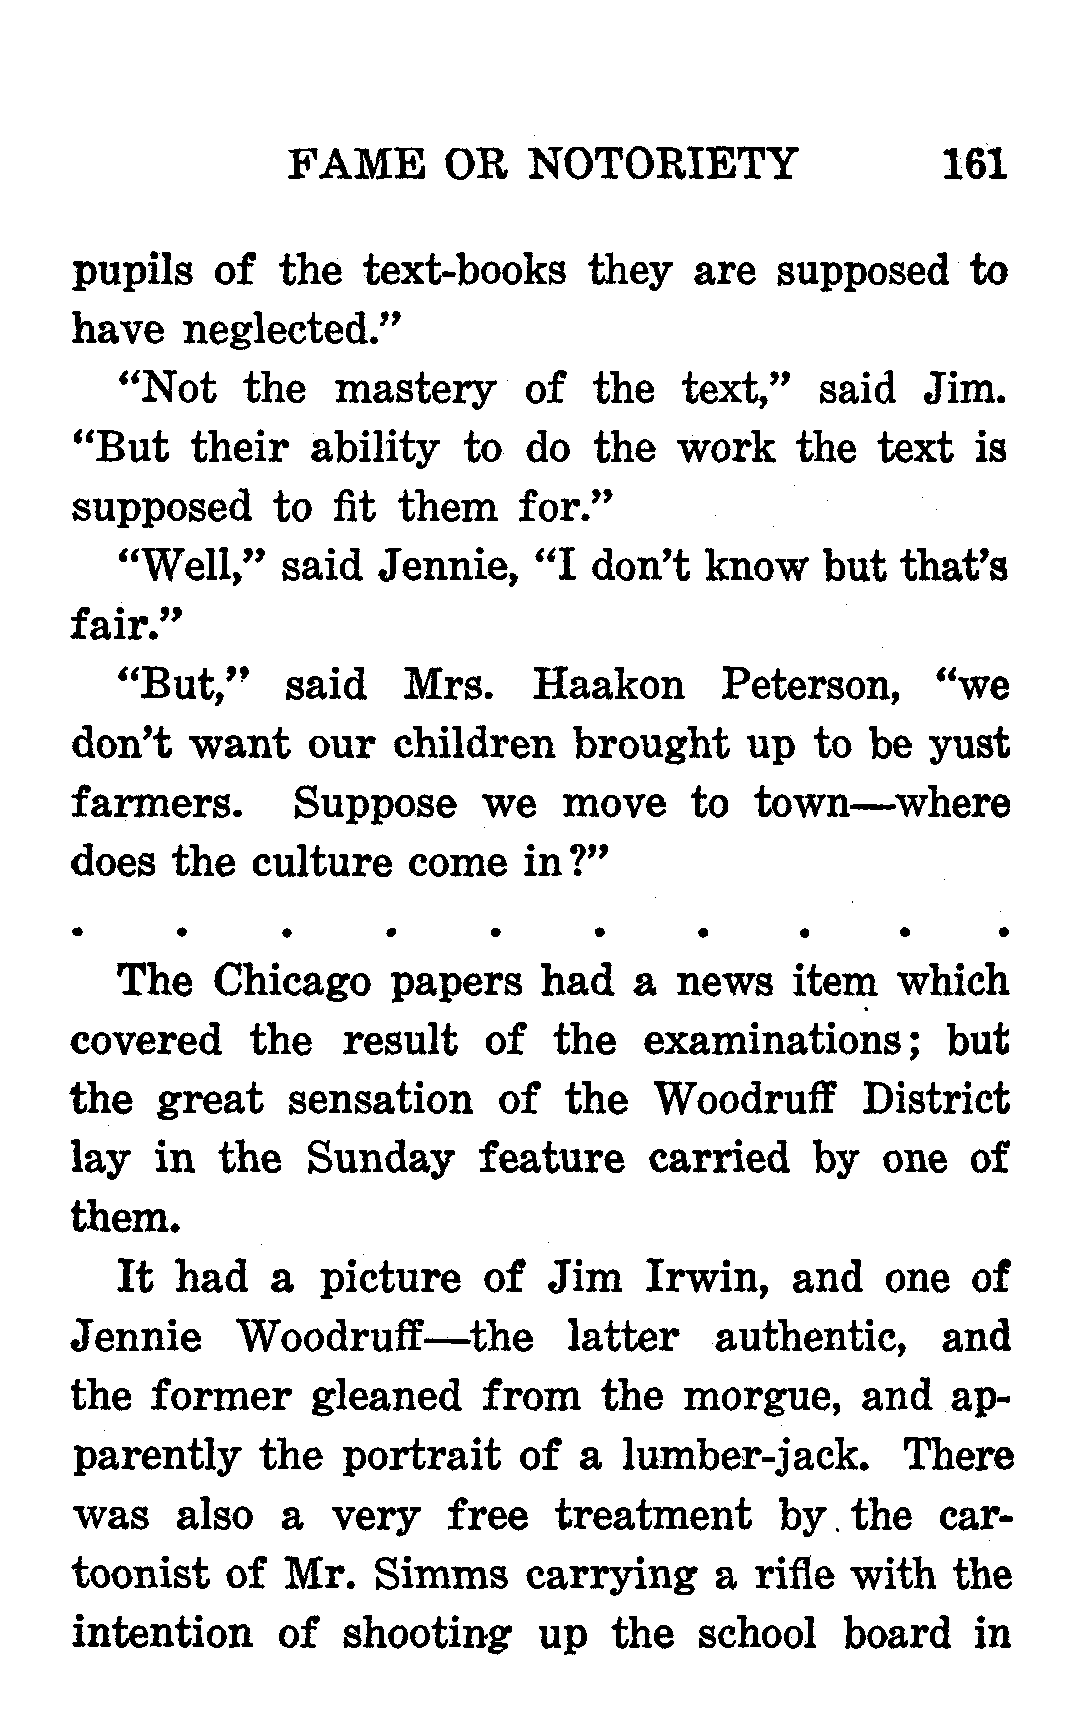 FAME OR NOTORIETY 161
pupils of the text-books they are supposed to
have neglected.”
“Not the mastery of the text,” said Jim.
“But their ability to do the work the text is
supposed to fit them for.”
“Well,” said Jennie, “I don’t know but that’s
fair.”
“But,” said Mrs. Haakon Peterson, “we
don’t want our children brought up to be yust
farmers. Suppose we move to town—where
does the culture come in?”
. . . . . . . . . .
The Chicago papers had a news item which
covered the result of the examinations; but
the great sensation of the Woodruff District
lay in the Sunday feature carried by one of
them.
It had a picture of Jim Irwin, and one of
Jennie Woodruff—the latter authentic, and
the former gleaned from the morgue, and ap-
parently the portrait of a lumber-jack. There
was also a very free treatment by the car-
toonist of Mr. Simms carrying a rifle with the
intention of shooting up the school board in